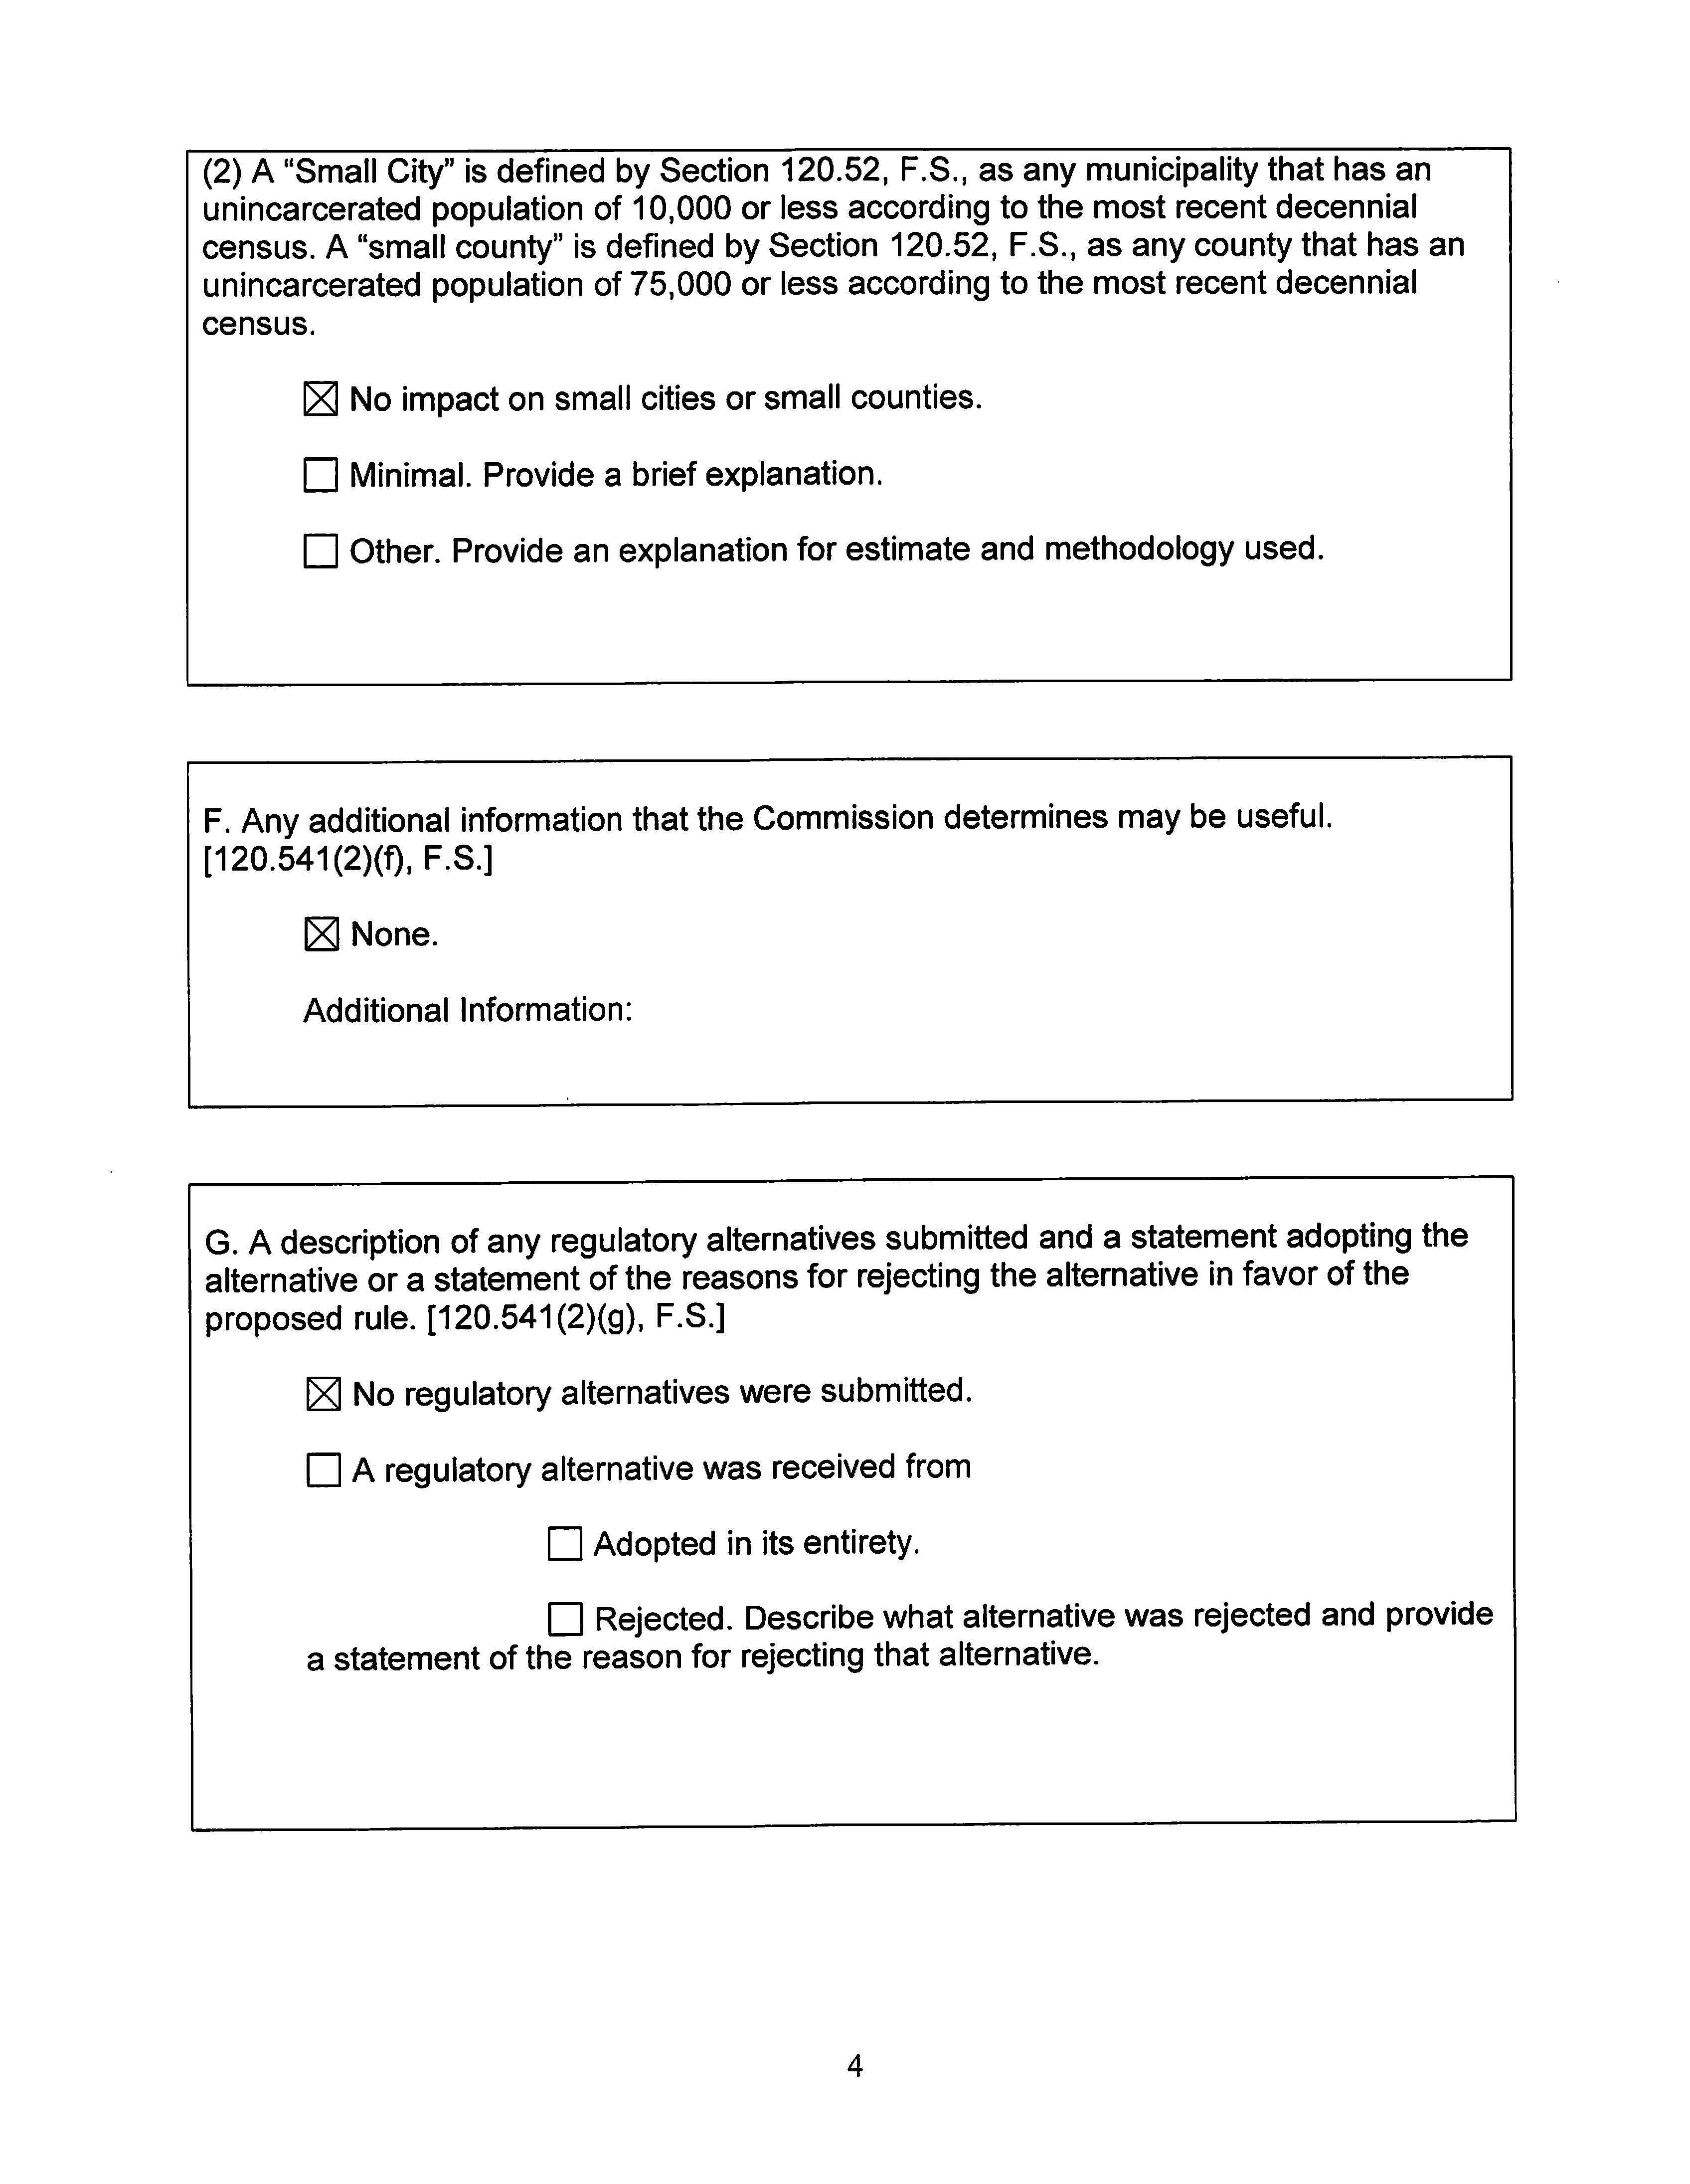 (2) A “Small City” is defined by Section 120.52, F.S., as any municipality that has an
unincarcerated population of 10,000 or less according to the most recent decennial
census. A “small county” is defined by Section 120.52, F.S., as any county that has an
unincarcerated population of 75,000 or less according to the most recent decennial
census.
☒ No impact on small cities or small counties.
☐ Minimal. Provide a brief explanation.
☐ Other. Provide an explanation for estimate and methodology used.
F. Any additional information that the Commission determines may be useful.
[120.541(2)(f), F.S.]
☒ None.
Additional Information:
G. A description of any regulatory alternatives submitted and a statement adopting the
alternative or a statement of the reasons for rejecting the alternative in favor of the
proposed rule. [120.541(2)(g), F.S.]
☒ No regulatory alternatives were submitted.
☐ A regulatory alternative was received from
☐ Adopted in its entirety.
☐ Rejected. Describe what alternative was rejected and provide
a statement of the reason for rejecting that alternative.
4